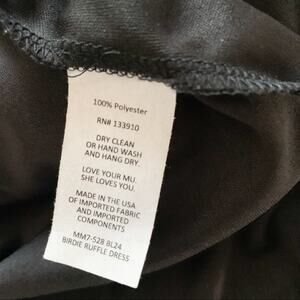 100% Polyester
RN# 133910
DRY CLEAN
OR HAND WASH
AND HANG DRY.
LOVE YOUR MU.
SHE LOVES YOU.
MADE IN THE USA
OF IMPORTED FABRIC
AND IMPORTED
COMPONENTS
MM7-528 BL24
BIRDIE RUFFLE DRESS